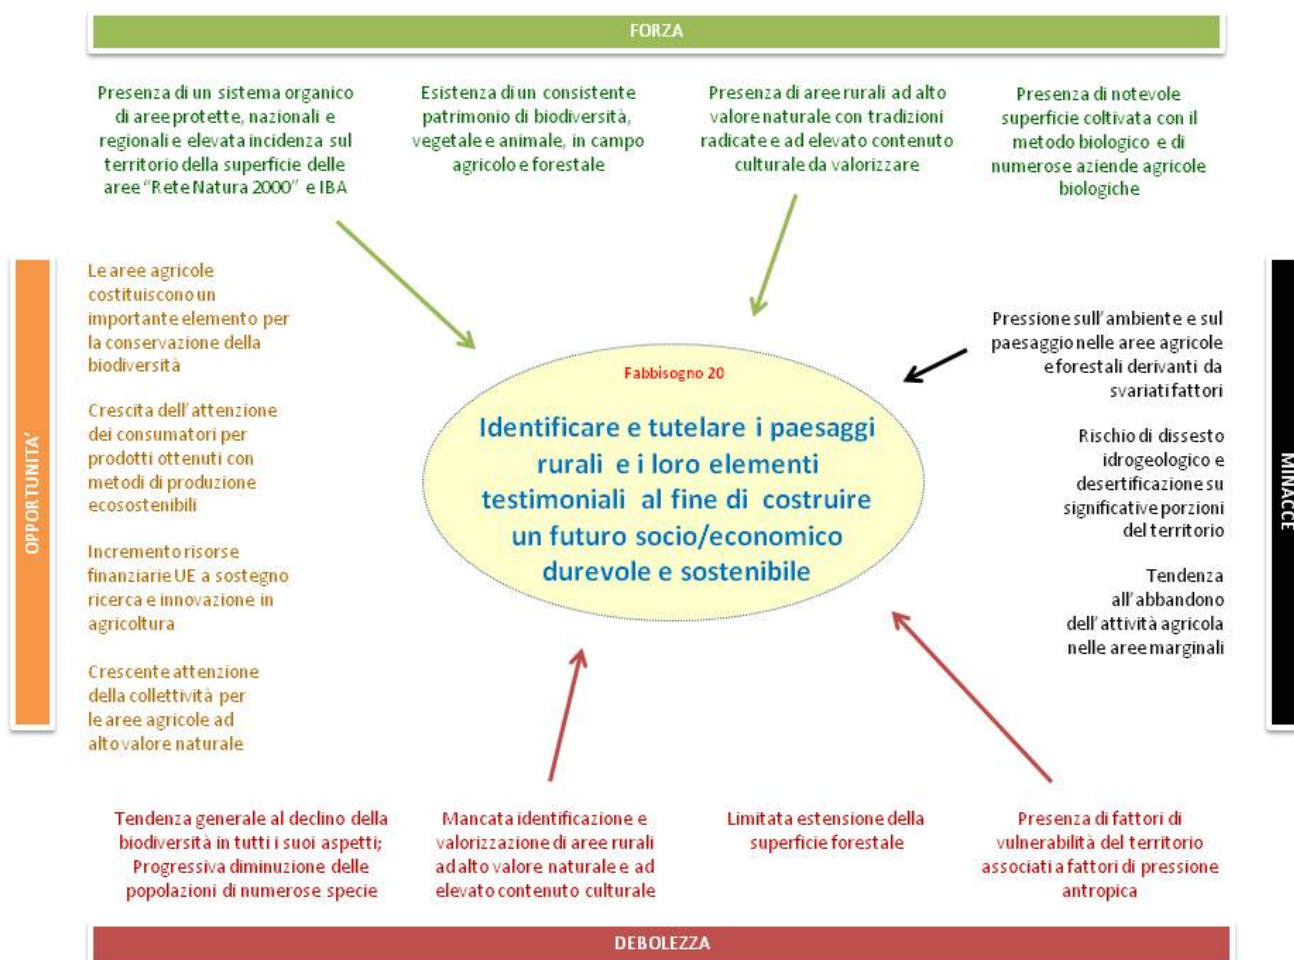 FORZA
Presenza di un sistema organico
di aree protette, nazionali e
regionali e elevata incidenza sul
territorio della superficie delle
aree “Rete Natura 2000” e IBA
Esistenza di un consistente
patrimonio di biodiversità,
vegetale e animale, in campo
agricolo e forestale
Presenza di aree rurali ad alto
valore naturale con tradizioni
radicate e ad elevato contenuto
culturale da valorizzare
Presenza di notevole
superficie coltivata con il
metodo biologico e di
numerose aziende agricole
biologiche
OPPORTUNITA’
Le aree agricole
costituiscono un
importante elemento per
la conservazione della
biodiversità
Crescita dell’attenzione
dei consumatori per
prodotti ottenuti con
metodi di produzione
ecosostenibili
Incremento risorse
finanziarie UE a sostegno
ricerca e innovazione in
agricoltura
Crescente attenzione
della collettività per
le aree agricole ad
alto valore naturale
Fabbisogno 20
Identificare e tutelare i paesaggi
rurali e i loro elementi
testimoniali al fine di costruire
un futuro socio/economico
durevole e sostenibile
Pressione sull’ambiente e sul
paesaggio nelle aree agricole
e forestali derivanti da
svariati fattori
Rischio di dissesto
idrogeologico e
desertificazione su
significative porzioni
del territorio
Tendenza
all’abbandono
dell’attività agricola
nelle aree marginali
MINACCE
Tendenza generale al declino della
biodiversità in tutti i suoi aspetti;
Progressiva diminuzione delle
popolazioni di numerose specie
Mancata identificazione e
valorizzazione di aree rurali
ad alto valore naturale e ad
elevato contenuto culturale
Limitata estensione della
superficie forestale
Presenza di fattori di
vulnerabilità del territorio
associati a fattori di pressione
antropica
DEBOLEZZA